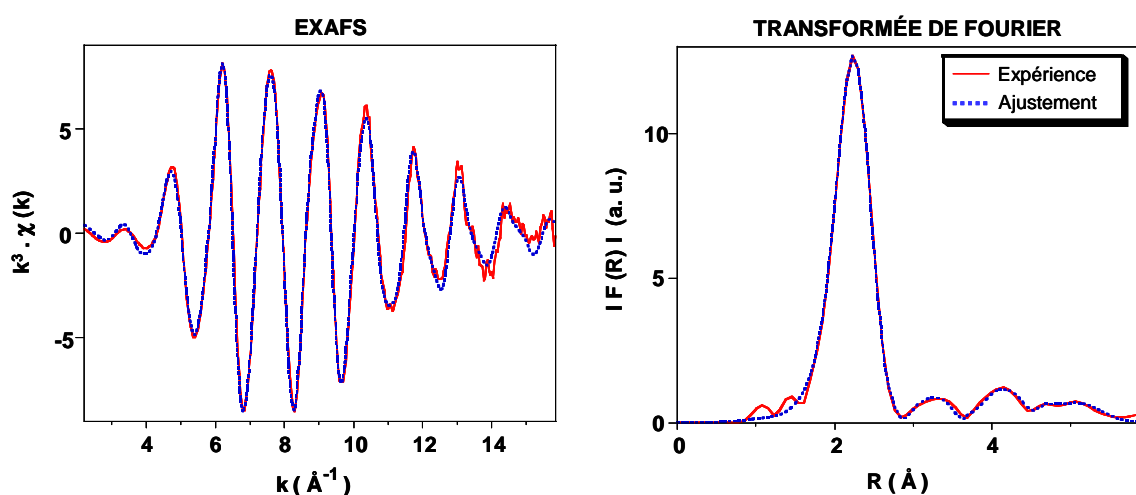 EXAFS
k³ . χ (k)
5
0
-5
4
6
8
10
12
14
k ( Å⁻¹ )
TRANSFORMÉE DE FOURIER
Expérience
Ajustement
I F (R) I (a. u.)
10
5
0
0
2
4
R ( Å )